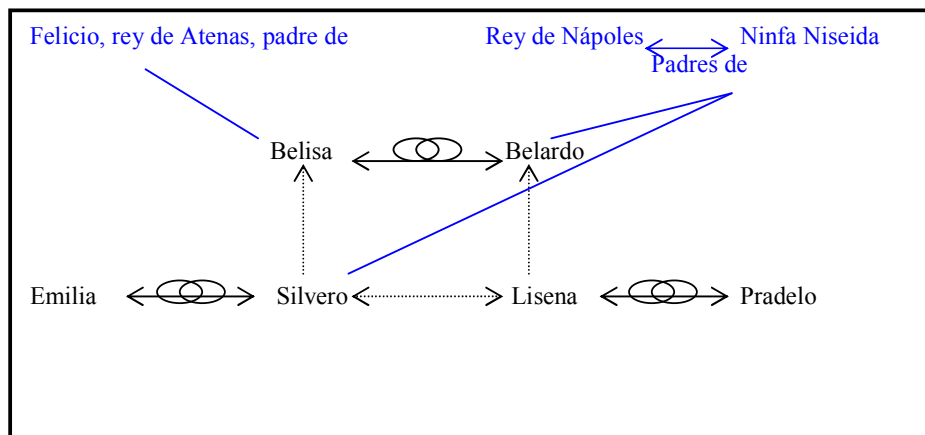 Felicio, rey de Atenas, padre de Rey de Nápoles Ninfa Niseida
Padres de
Belisa Belardo
Emilia Silvero Lisena Pradelo